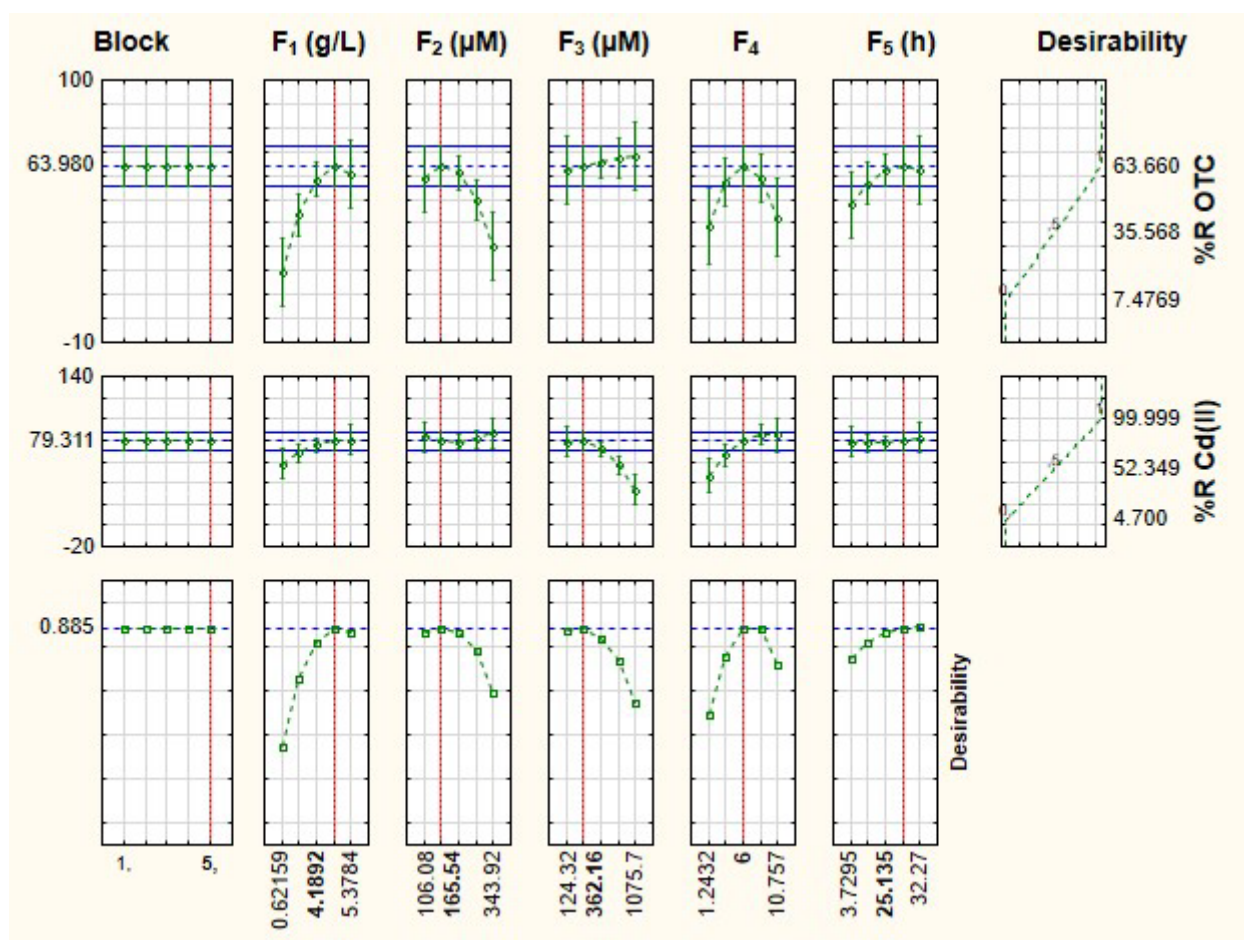 Block F₁ (g/L) F₂ (µM) F₃ (µM) F₄ F₅ (h) Desirability
100
63.980
-10
63.660
35.568
7.4769
%R OTC
0
,5
140
79.311
-20
99.999
52.349
4.700
%R Cd(II)
0
,5
0.885
Desirability
1, 5,
0.62159 4.1892 5.3784
106.08 165.54 343.92
124.32 362.16 1075.7
1.2432 6 10.757
3.7295 25.135 32.27